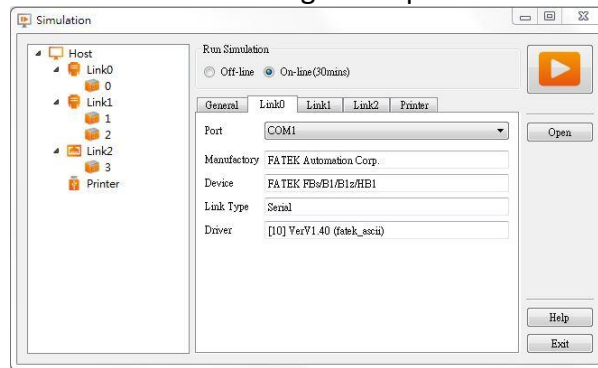 Simulation
Host
Link0
0
Link1
1
2
Link2
3
Printer
Run Simulation
Off-line On-line(30mins)
General Link0 Link1 Link2 Printer
Port COM1
Manufactory FATEK Automation Corp.
Device FATEK FBs/B1/B1z/HB1
Link Type Serial
Driver [10] VerV1.40 (fatek_ascii)
Open
Help
Exit